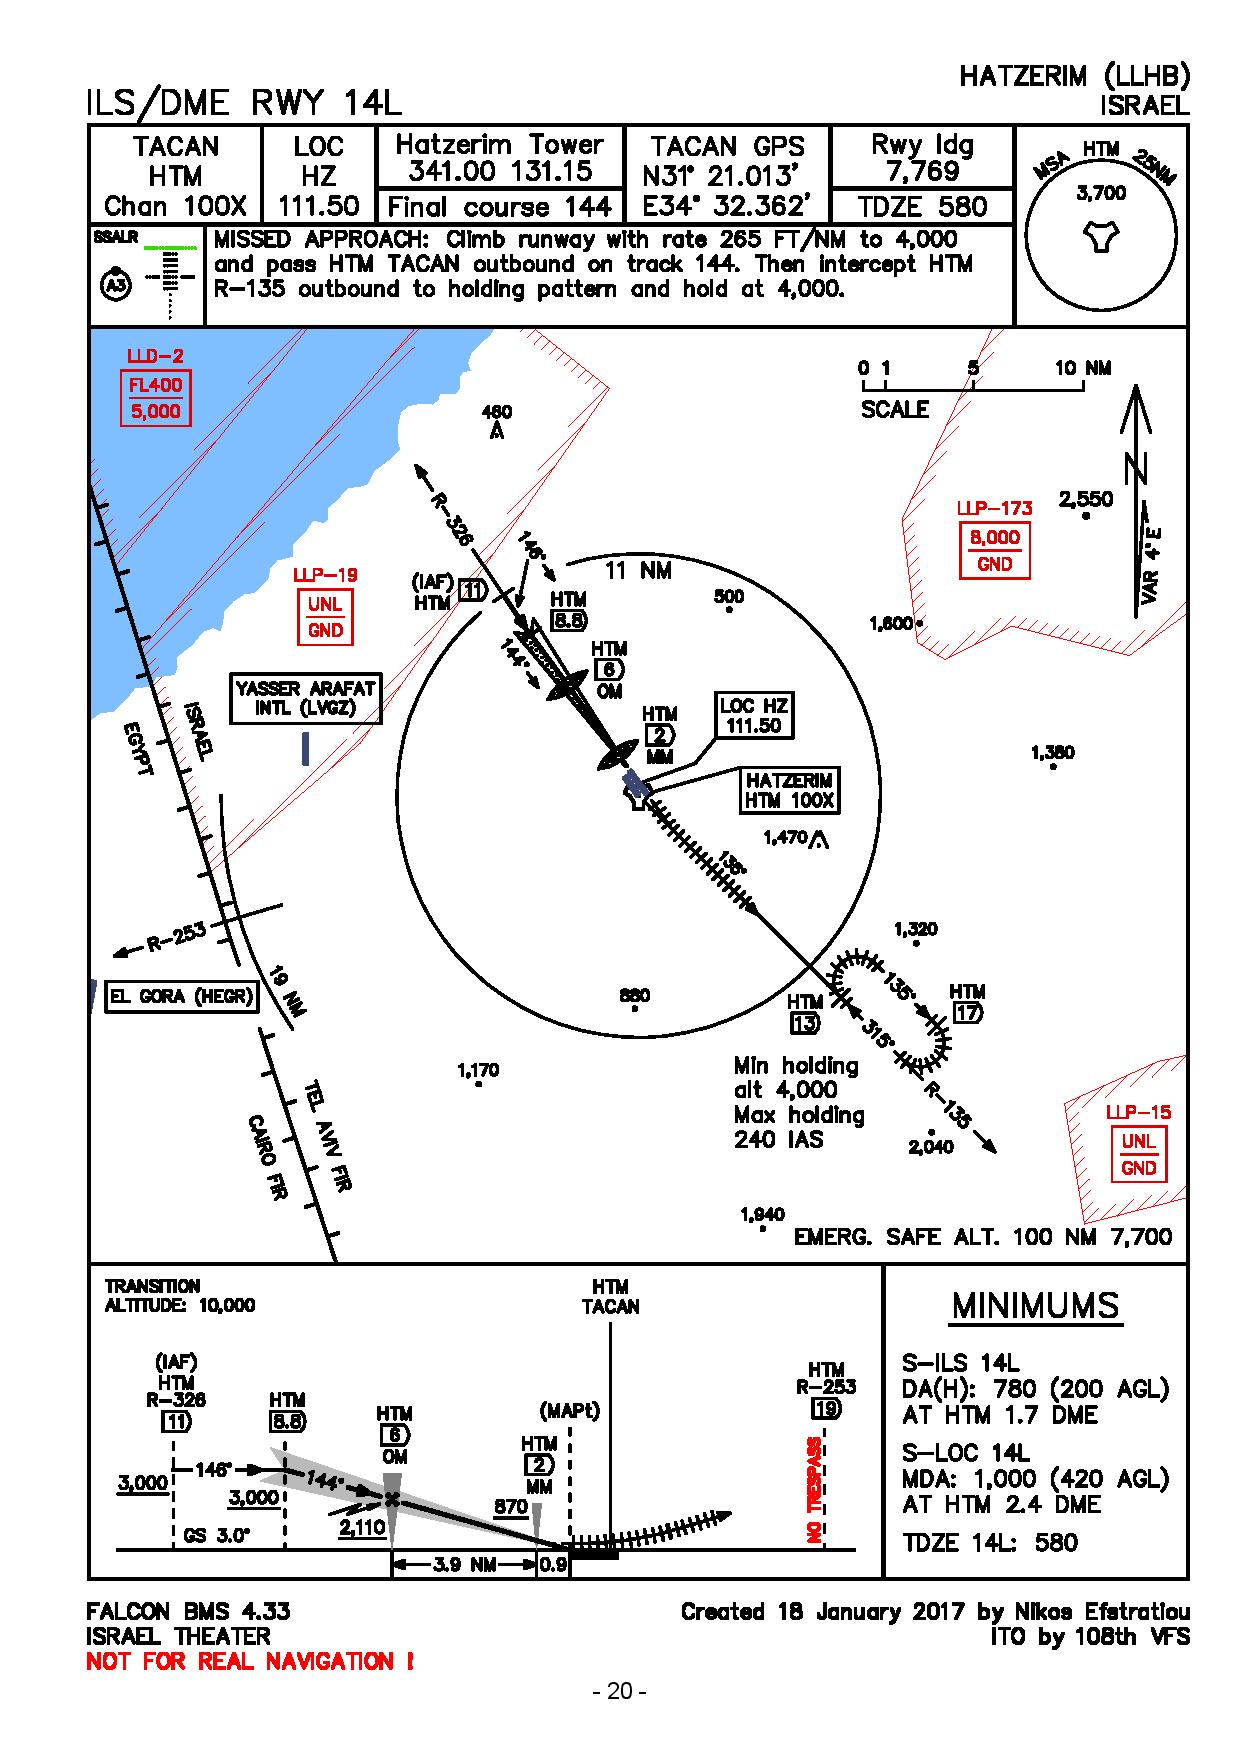 HATZERIM (LLHB)
ILS/DME RWY 14L
ISRAEL
TACAN
HTM
Chan 100X
LOC
HZ
111.50
Hatzerim Tower
341.00 131.15
Final course 144
TACAN GPS
N31° 21.013'
E34° 32.362'
Rwy ldg
7,769
TDZE 580
MSA HTM 25NM
3,700
SSALR
A3
MISSED APPROACH: Climb runway with rate 265 FT/NM to 4,000
and pass HTM TACAN outbound on track 144. Then intercept HTM
R-135 outbound to holding pattern and hold at 4,000.
LLD-2
FL400
5,000
460
0 1 5 10 NM
SCALE
N
VAR 4°E
LLP-173
8,000
GND
2,550
R-326
146°
11 NM
LLP-19
UNL
GND
(IAF)
HTM
11
HTM
8.8
500
1,600
144°
HTM
6
OM
YASSER ARAFAT
INTL (LVGZ)
ISRAEL
EGYPT
HTM
2
MM
LOC HZ
111.50
1,380
HATZERIM
HTM 100X
1,470
135°
R-253
1,320
19 NM
EL GORA (HEGR)
880
HTM
13
135°
HTM
17
315°
1,170
Min holding
alt 4,000
Max holding
240 IAS
R-135
2,040
LLP-15
UNL
GND
TEL AVIV FIR
CAIRO FIR
1,940
EMERG. SAFE ALT. 100 NM 7,700
TRANSITION
ALTITUDE: 10,000
HTM
TACAN
(IAF)
HTM
R-326
11
HTM
8.8
HTM
6
OM
(MAPt)
HTM
2
MM
HTM
R-253
19
NO TRESPASS
146°
144°
3,000
3,000
870
GS 3.0°
2,110
3.9 NM
0.9
MINIMUMS
S-ILS 14L
DA(H): 780 (200 AGL)
AT HTM 1.7 DME
S-LOC 14L
MDA: 1,000 (420 AGL)
AT HTM 2.4 DME
TDZE 14L: 580
FALCON BMS 4.33
ISRAEL THEATER
NOT FOR REAL NAVIGATION !
Created 18 January 2017 by Nikos Efstratiou
ITO by 108th VFS
- 20 -